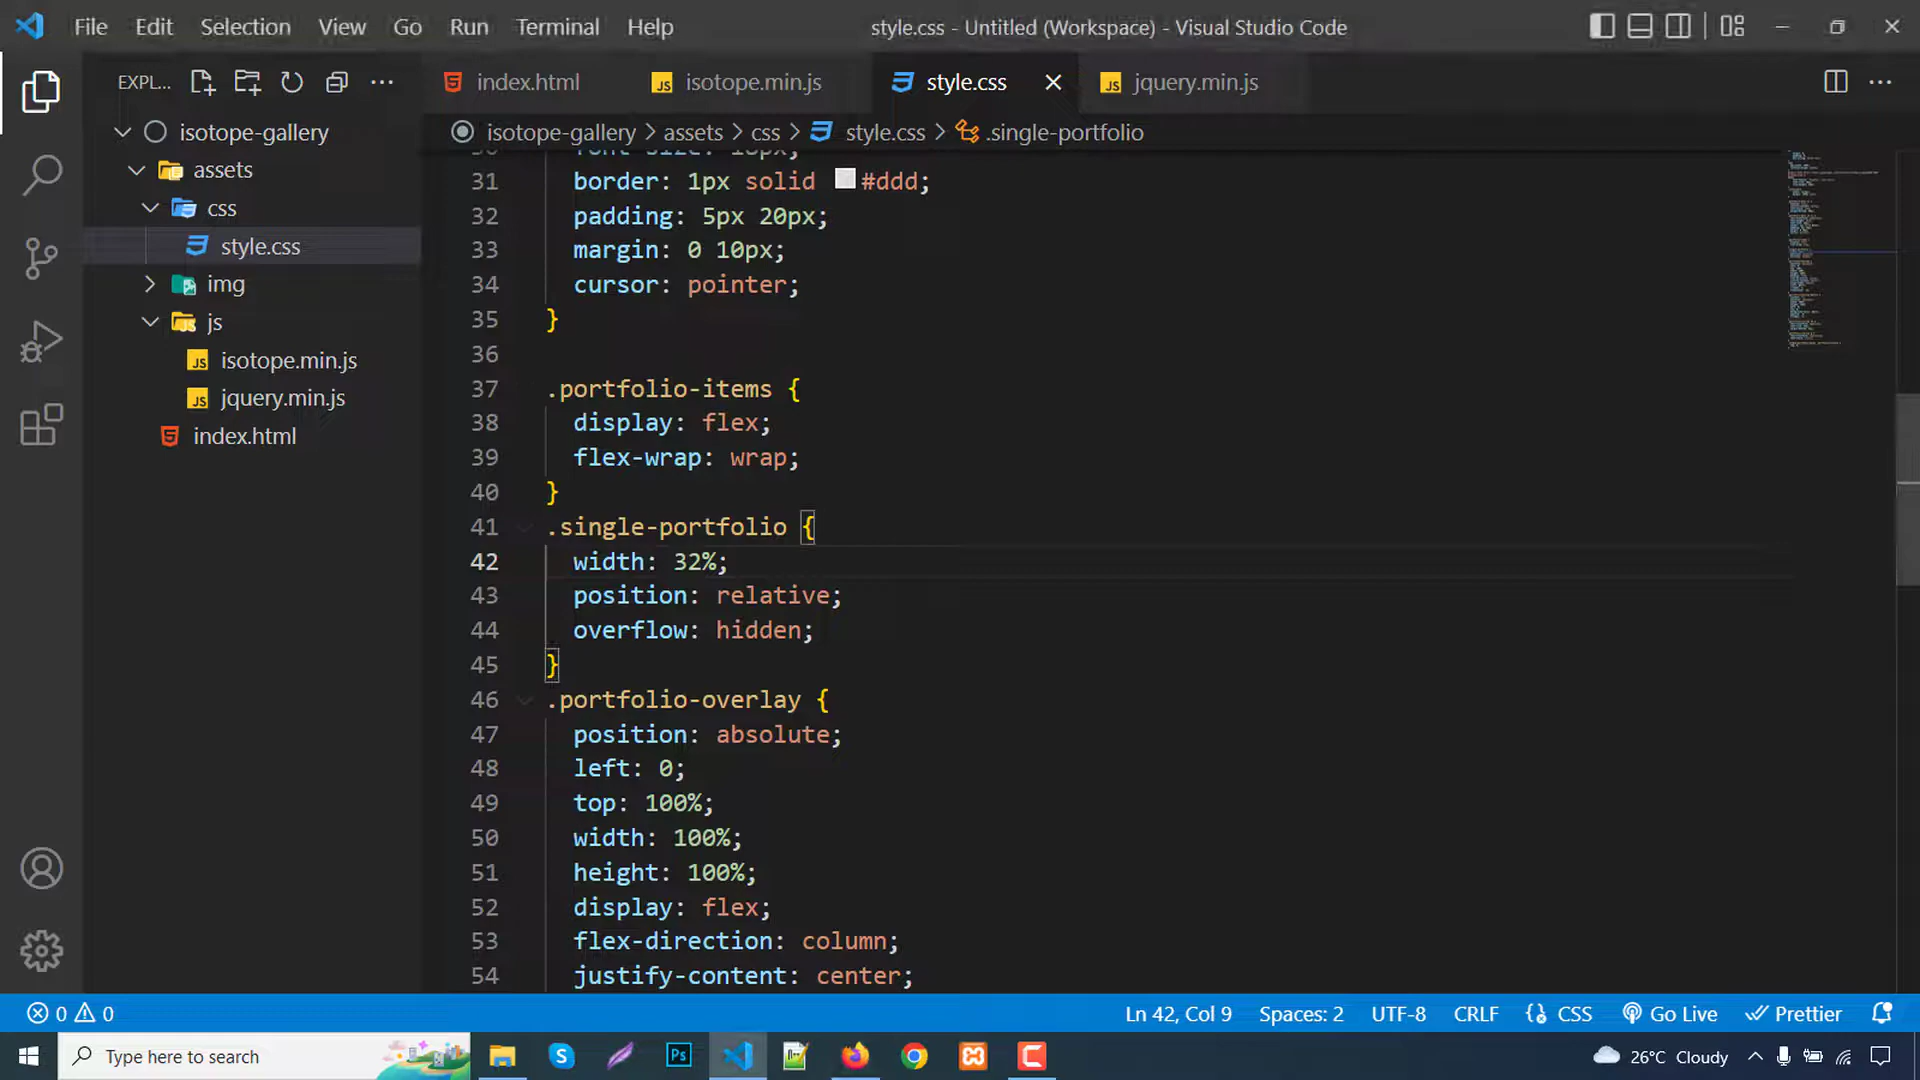 File Edit Selection View Go Run Terminal Help
style.css - Untitled (Workspace) - Visual Studio Code
EXPL...
index.html
isotope.min.js
style.css
jquery.min.js
isotope-gallery
assets
css
style.css
img
js
isotope.min.js
jquery.min.js
index.html
isotope-gallery > assets > css > style.css > .single-portfolio
31 border: 1px solid #ddd;
32 padding: 5px 20px;
33 margin: 0 10px;
34 cursor: pointer;
35 }
36
37 .portfolio-items {
38 display: flex;
39 flex-wrap: wrap;
40 }
41 .single-portfolio {
42 width: 32%;
43 position: relative;
44 overflow: hidden;
45 }
46 .portfolio-overlay {
47 position: absolute;
48 left: 0;
49 top: 100%;
50 width: 100%;
51 height: 100%;
52 display: flex;
53 flex-direction: column;
54 justify-content: center;
0 0
Ln 42, Col 9 Spaces: 2 UTF-8 CRLF CSS Go Live Prettier
Type here to search
26°C Cloudy